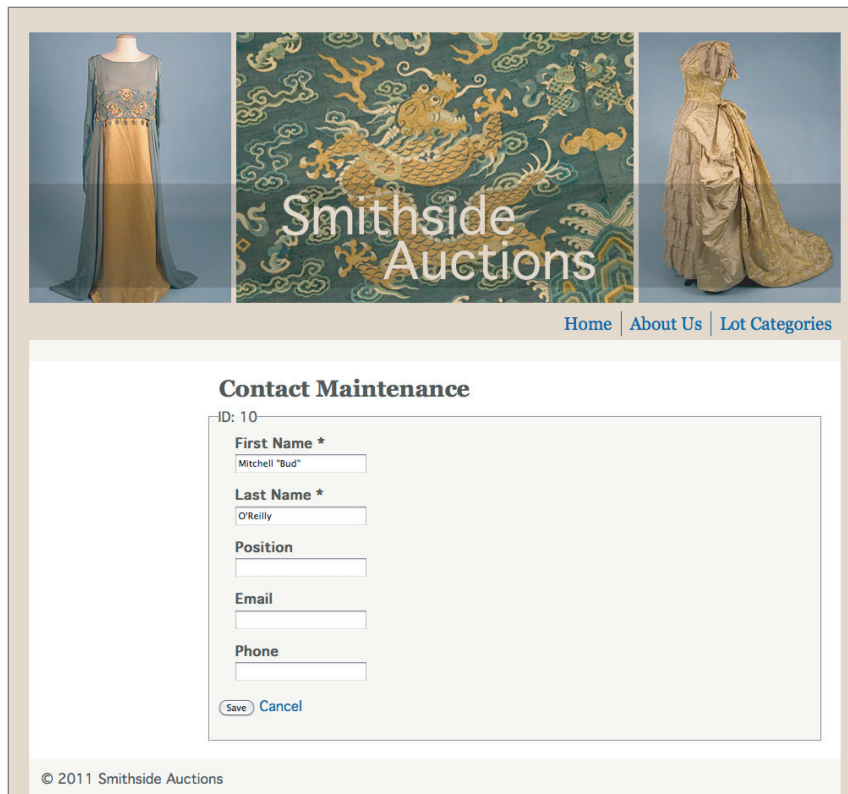 Smithside
Auctions
Home | About Us | Lot Categories
Contact Maintenance
ID: 10
First Name *
Mitchell "Bud"
Last Name *
O'Reilly
Position
Email
Phone
Save Cancel
© 2011 Smithside Auctions